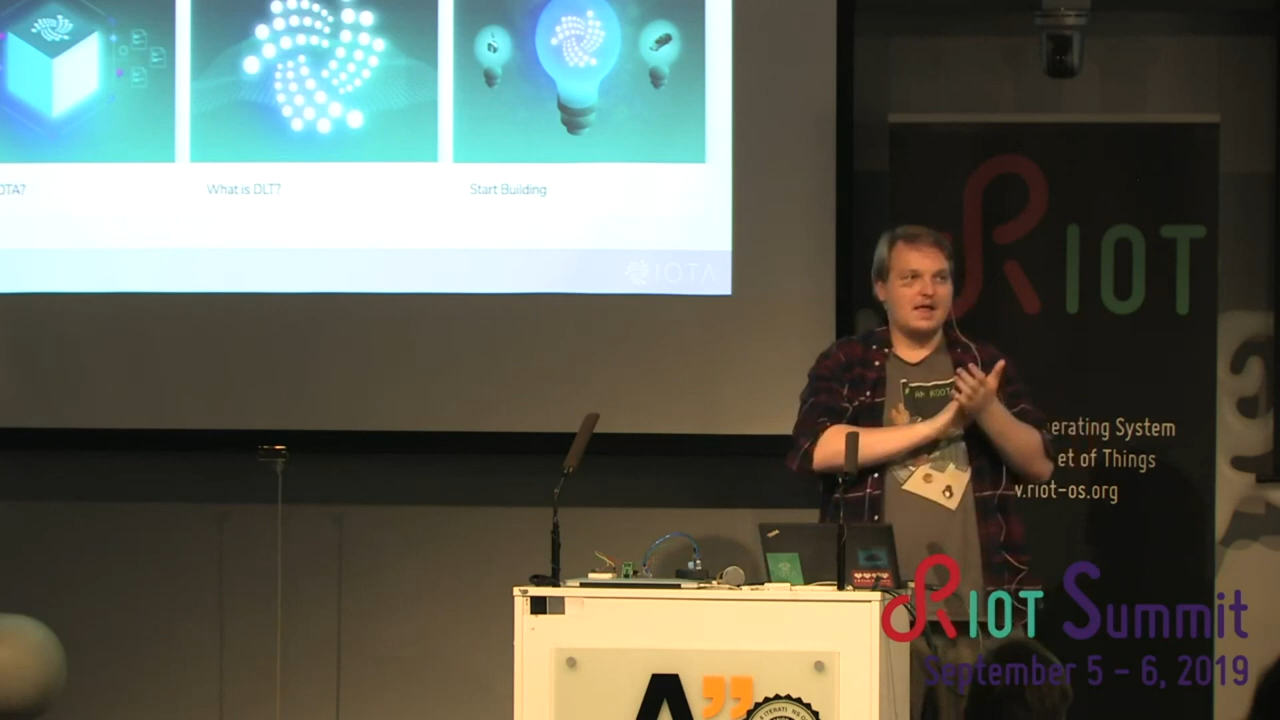 What is DLT?
Start Building
IOTA
RIOT
erating System
et of Things
v.riot-os.org
RIOT Summit
September 5 – 6, 2019
A"